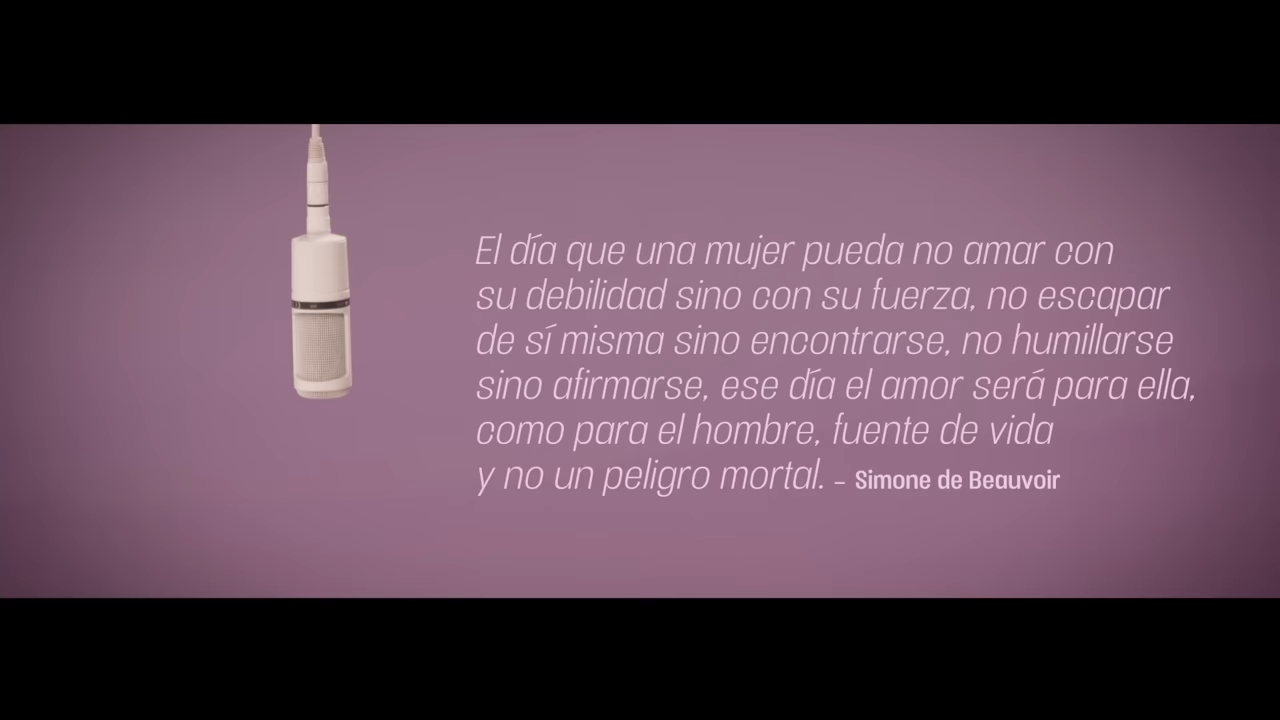 El día que una mujer pueda no amar con
su debilidad sino con su fuerza, no escapar
de sí misma sino encontrarse, no humillarse
sino afirmarse, ese día el amor será para ella,
como para el hombre, fuente de vida
y no un peligro mortal. – Simone de Beauvoir